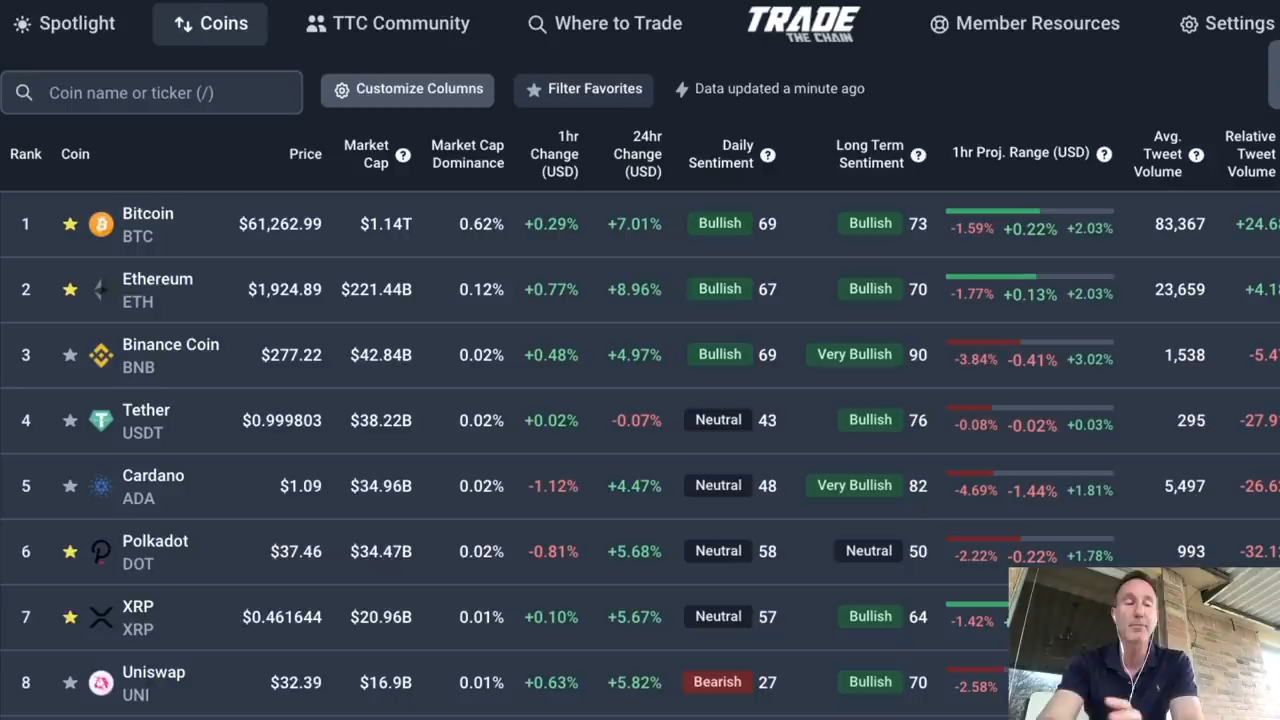 Spotlight
Coins
TTC Community
Where to Trade
TRADE
THE CHAIN
Member Resources
Settings
Coin name or ticker (/)
Customize Columns
Filter Favorites
Data updated a minute ago
Rank
Coin
Price
Market
Cap ?
Market Cap
Dominance
1hr
Change
(USD)
24hr
Change
(USD)
Daily
Sentiment ?
Long Term
Sentiment ?
1hr Proj. Range (USD) ?
Avg.
Tweet
Volume ?
Relative
Tweet
Volume
1 Bitcoin BTC $61,262.99 $1.14T 0.62% +0.29% +7.01% Bullish 69 Bullish 73 -1.59% +0.22% +2.03% 83,367
2 Ethereum ETH $1,924.89 $221.44B 0.12% +0.77% +8.96% Bullish 67 Bullish 70 -1.77% +0.13% +2.03% 23,659
3 Binance Coin BNB $277.22 $42.84B 0.02% +0.48% +4.97% Bullish 69 Very Bullish 90 -3.84% -0.41% +3.02% 1,538
4 Tether USDT $0.999803 $38.22B 0.02% +0.02% -0.07% Neutral 43 Bullish 76 -0.08% -0.02% +0.03% 295
5 Cardano ADA $1.09 $34.96B 0.02% -1.12% +4.47% Neutral 48 Very Bullish 82 -4.69% -1.44% +1.81% 5,497
6 Polkadot DOT $37.46 $34.47B 0.02% -0.81% +5.68% Neutral 58 Neutral 50 -2.22% -0.22% +1.78% 993
7 XRP XRP $0.461644 $20.96B 0.01% +0.10% +5.67% Neutral 57 Bullish 64 -1.42%
8 Uniswap UNI $32.39 $16.9B 0.01% +0.63% +5.82% Bearish 27 Bullish 70 -2.58%